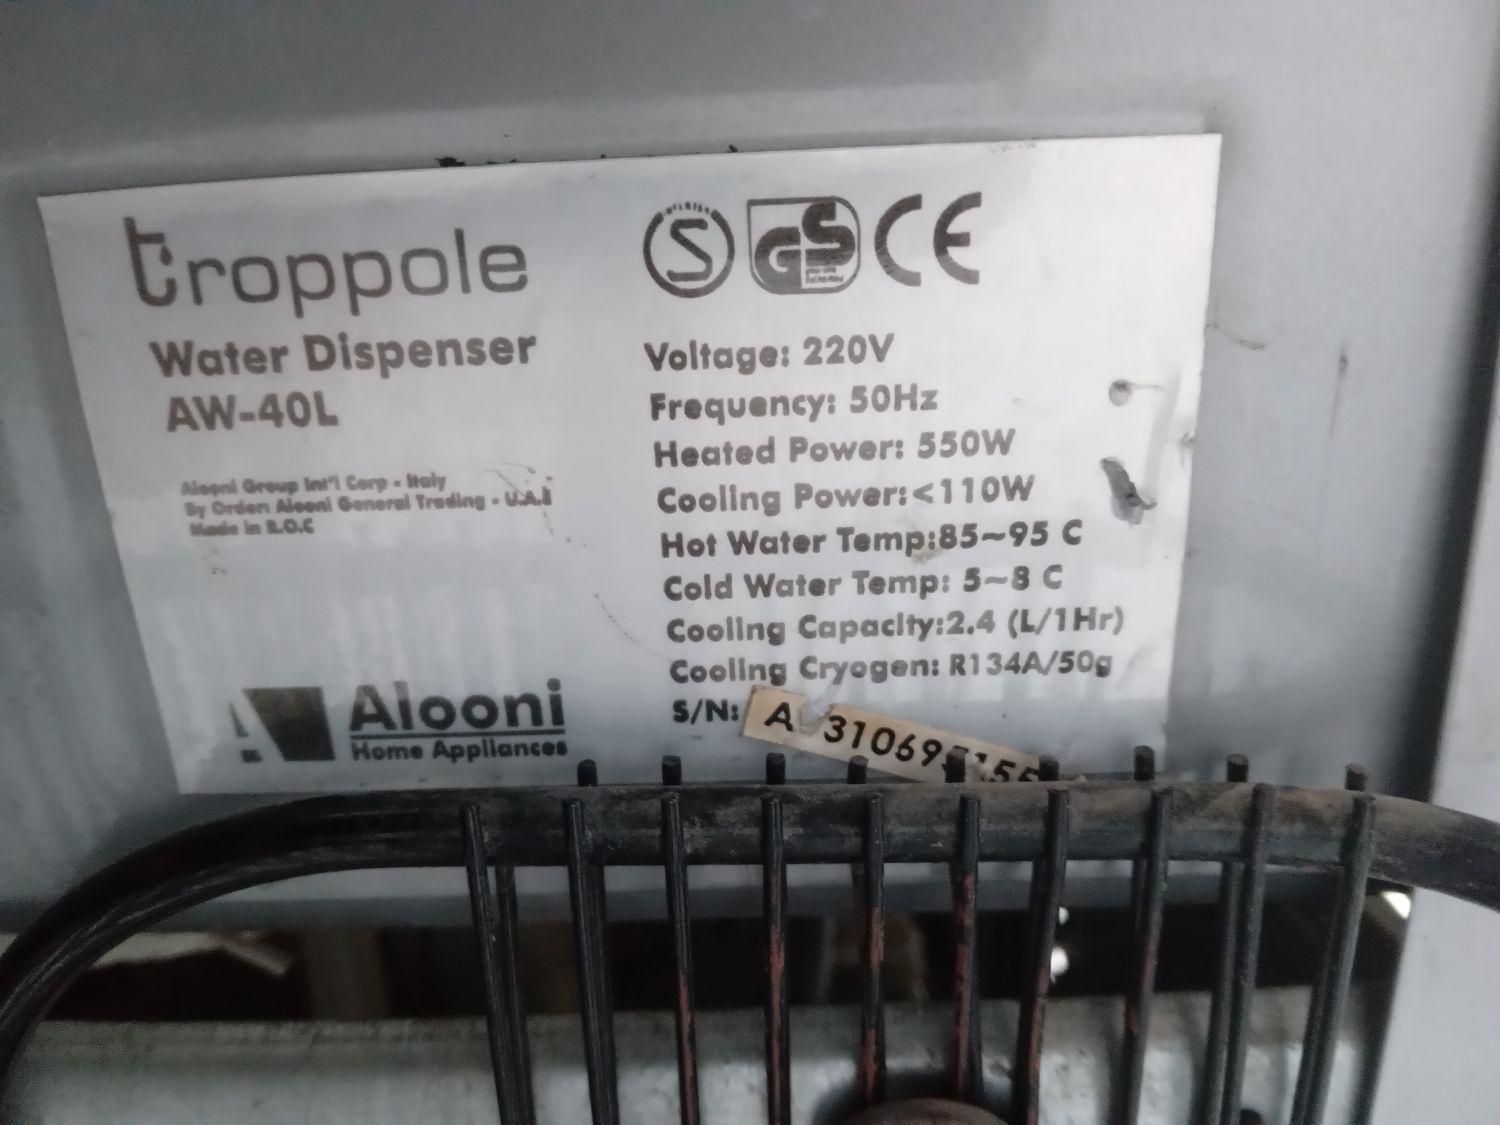 troppole
Water Dispenser
AW-40L
Alooni Group Int'l Corp - Italy
By Order: Alooni General Trading - U.A.E
Made in R.O.C
Alooni
Home Appliances
S
GS
CE
Voltage: 220V
Frequency: 50Hz
Heated Power: 550W
Cooling Power:<110W
Hot Water Temp:85~95 C
Cold Water Temp: 5~8 C
Cooling Capacity:2.4 (L/1Hr)
Cooling Cryogen: R134A/50g
S/N: A